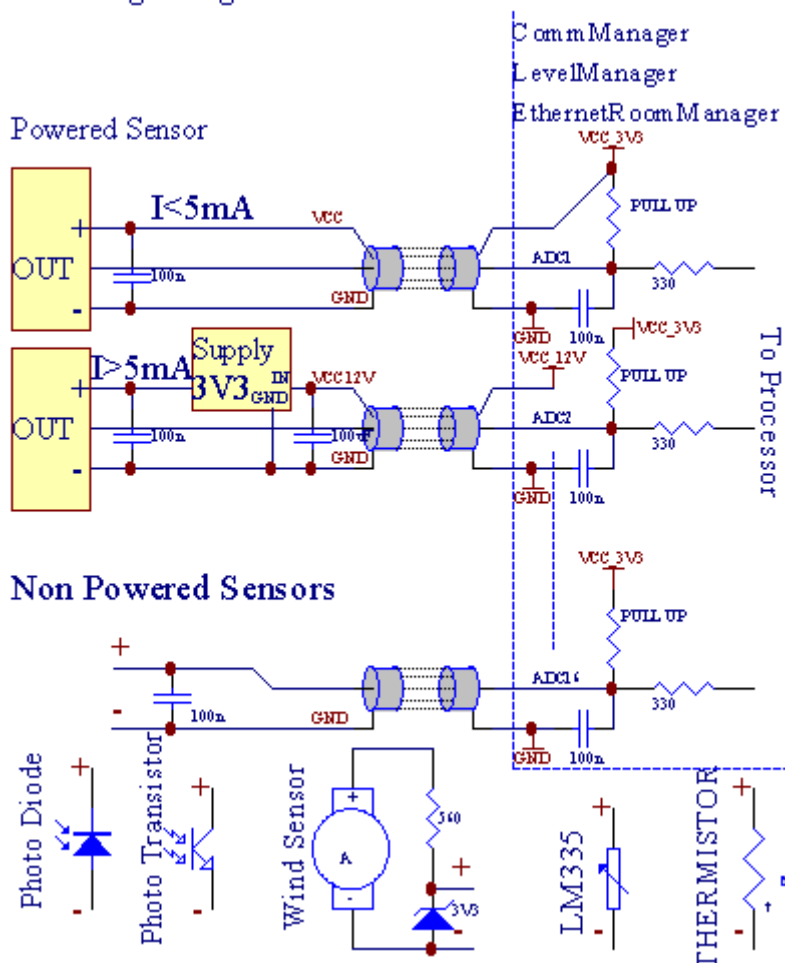 CommManager
LevelManager
EthernetRoomManager
Powered Sensor
VCC_3V3
I<5mA
VCC
PULL UP
+
OUT
100n
ADC1
-
GND
330
GND
100n
VCC_3V3
I>5mA
Supply
3V3
IN
GND
VCC12V
VCC_12V
PULL UP
+
OUT
100n
100nF
ADC2
-
GND
330
GND
100n
To Processor
Non Powered Sensors
VCC_3V3
PULL UP
+
ADC16
-
100n
GND
330
GND
100n
Photo Diode
+
-
Photo Transistor
+
-
Wind Sensor
+
A
-
560
+
3V3
-
LM335
+
-
THERMISTOR
+
-
t